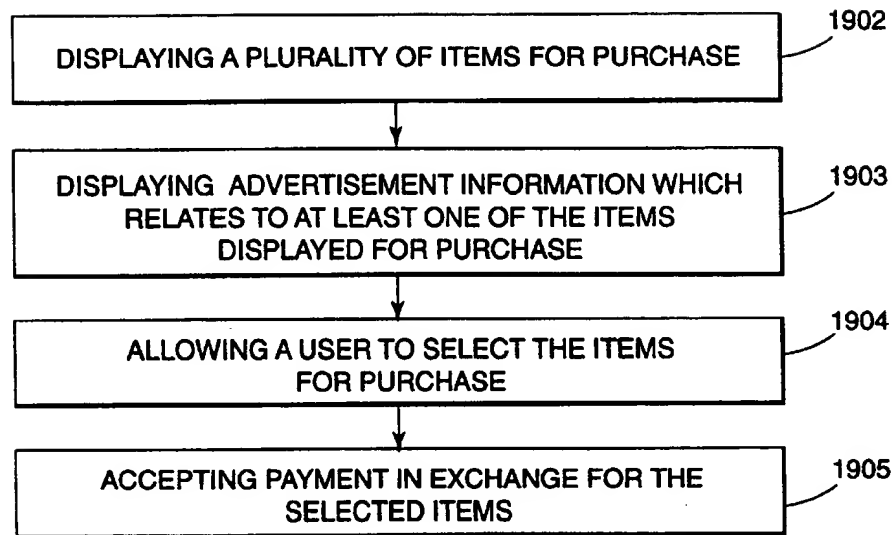 1902
DISPLAYING A PLURALITY OF ITEMS FOR PURCHASE
DISPLAYING ADVERTISEMENT INFORMATION WHICH
RELATES TO AT LEAST ONE OF THE ITEMS
DISPLAYED FOR PURCHASE
1903
ALLOWING A USER TO SELECT THE ITEMS
FOR PURCHASE
1904
ACCEPTING PAYMENT IN EXCHANGE FOR THE
SELECTED ITEMS
1905